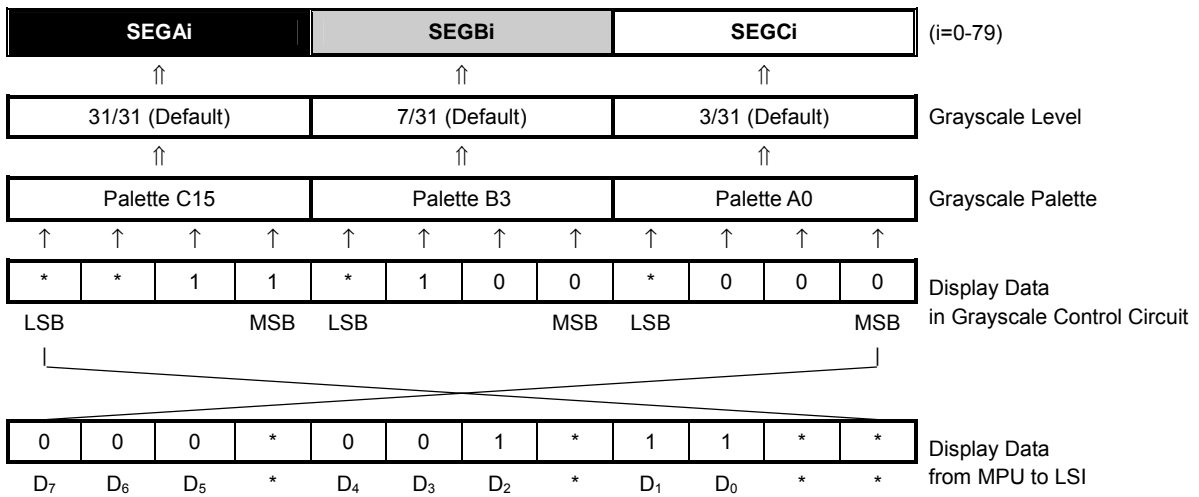 SEGAi SEGBi SEGCi (i=0-79)
⇑ ⇑ ⇑
31/31 (Default) 7/31 (Default) 3/31 (Default) Grayscale Level
⇑ ⇑ ⇑
Palette C15 Palette B3 Palette A0 Grayscale Palette
↑ ↑ ↑ ↑ ↑ ↑ ↑ ↑ ↑ ↑ ↑ ↑
* * 1 1 * 1 0 0 * 0 0 0 Display Data
in Grayscale Control Circuit
LSB MSB LSB MSB LSB MSB
0 0 0 * 0 0 1 * 1 1 * * Display Data
from MPU to LSI
D7 D6 D5 * D4 D3 D2 * D1 D0 * *